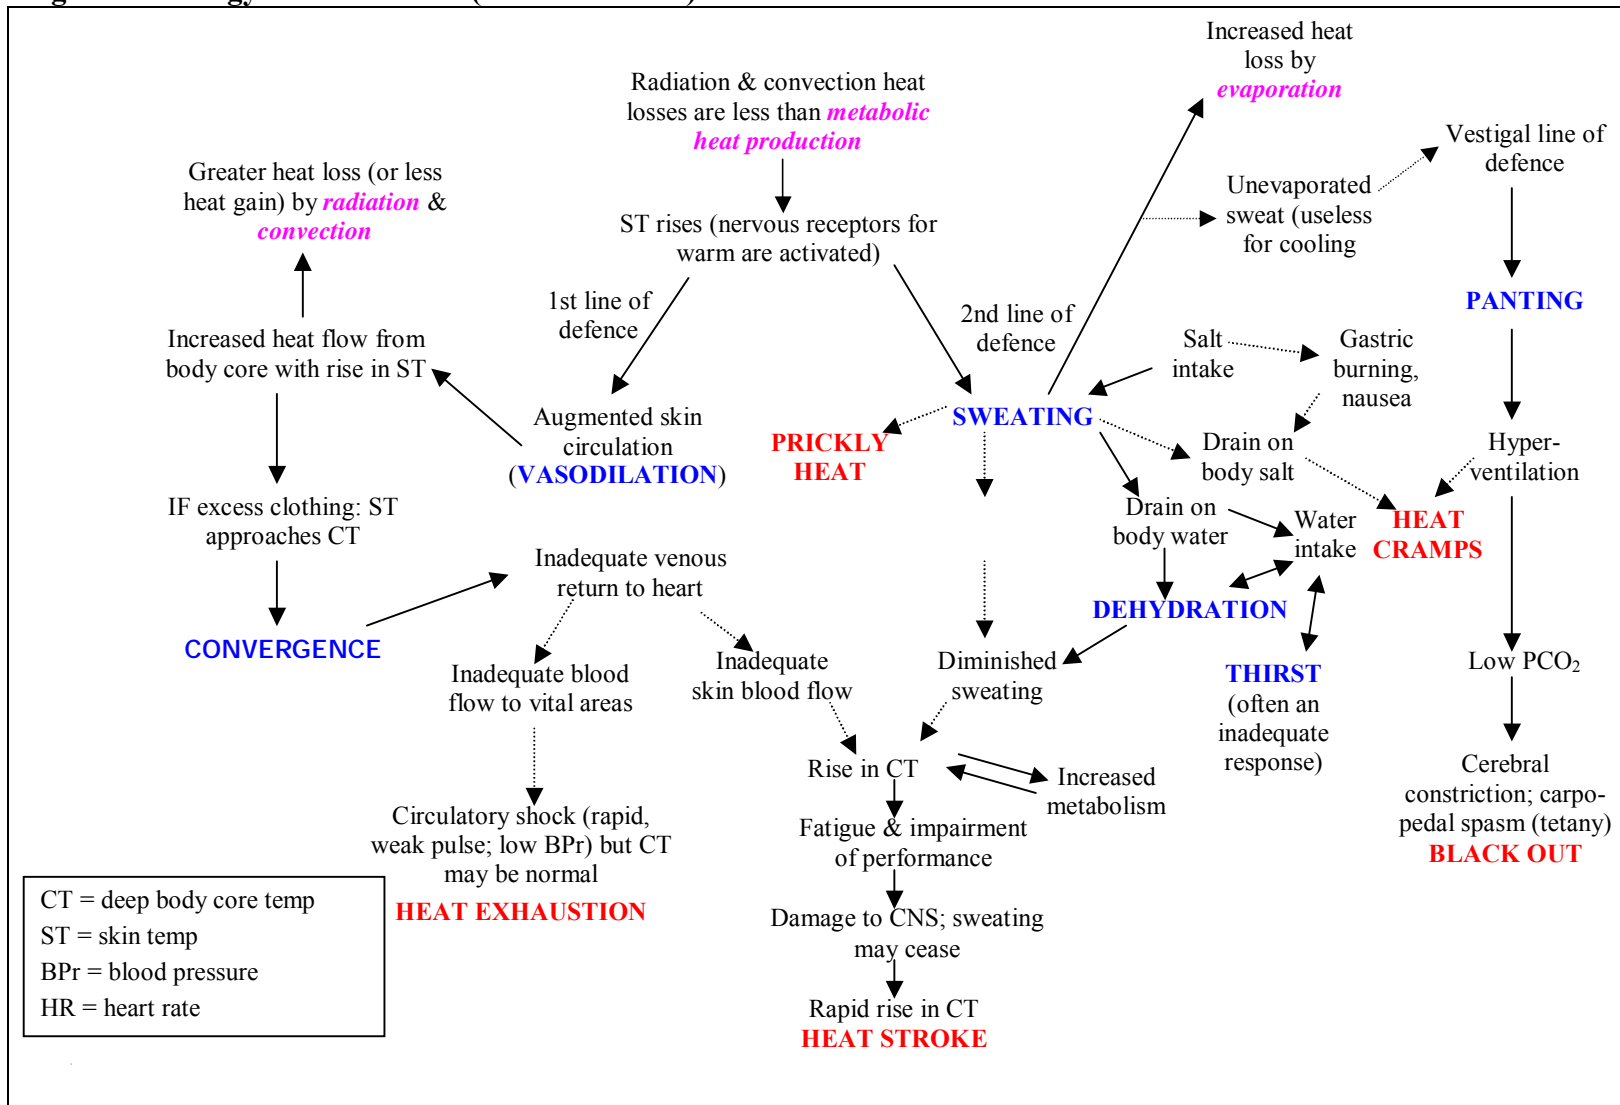 Increased heat
loss by
evaporation
Radiation & convection heat
losses are less than metabolic
heat production
Vestigal line of
defence
Greater heat loss (or less
heat gain) by radiation &
convection
Unevaporated
sweat (useless
for cooling
ST rises (nervous receptors for
warm are activated)
1st line of
defence
2nd line of
defence
PANTING
Increased heat flow from
body core with rise in ST
Salt
intake
Gastric
burning,
nausea
Augmented skin
circulation
(VASODILATION)
PRICKLY
HEAT
SWEATING
Drain on
body salt
Hyper-
ventilation
IF excess clothing: ST
approaches CT
Drain on
body water
Water
intake
HEAT
CRAMPS
Inadequate venous
return to heart
DEHYDRATION
CONVERGENCE
Inadequate blood
flow to vital areas
Inadequate
skin blood flow
Diminished
sweating
THIRST
(often an
inadequate
response)
Low PCO₂
Rise in CT
Increased
metabolism
Cerebral
constriction; carpo-
pedal spasm (tetany)
BLACK OUT
Circulatory shock (rapid,
weak pulse; low BPr) but CT
may be normal
HEAT EXHAUSTION
Fatigue & impairment
of performance
Damage to CNS; sweating
may cease
Rapid rise in CT
HEAT STROKE
CT = deep body core temp
ST = skin temp
BPr = blood pressure
HR = heart rate